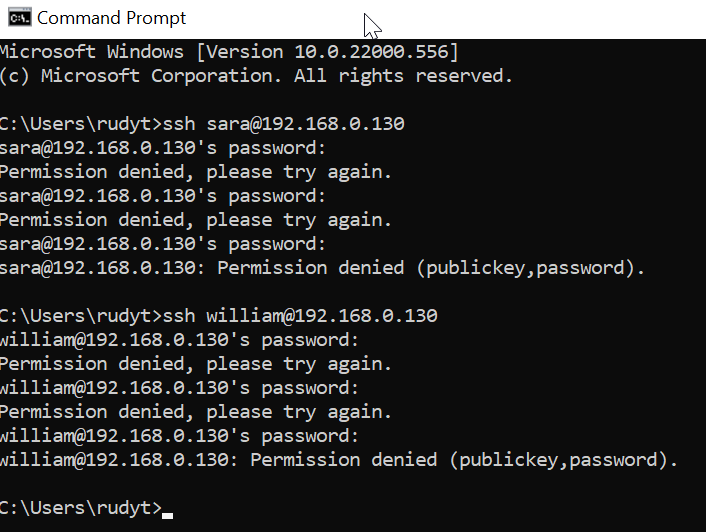 C:\. Command Prompt
Microsoft Windows [Version 10.0.22000.556]
(c) Microsoft Corporation. All rights reserved.
C:\Users\rudyt>ssh sara@192.168.0.130
sara@192.168.0.130's password:
Permission denied, please try again.
sara@192.168.0.130's password:
Permission denied, please try again.
sara@192.168.0.130's password:
sara@192.168.0.130: Permission denied (publickey,password).
C:\Users\rudyt>ssh william@192.168.0.130
william@192.168.0.130's password:
Permission denied, please try again.
william@192.168.0.130's password:
Permission denied, please try again.
william@192.168.0.130's password:
william@192.168.0.130: Permission denied (publickey,password).
C:\Users\rudyt>